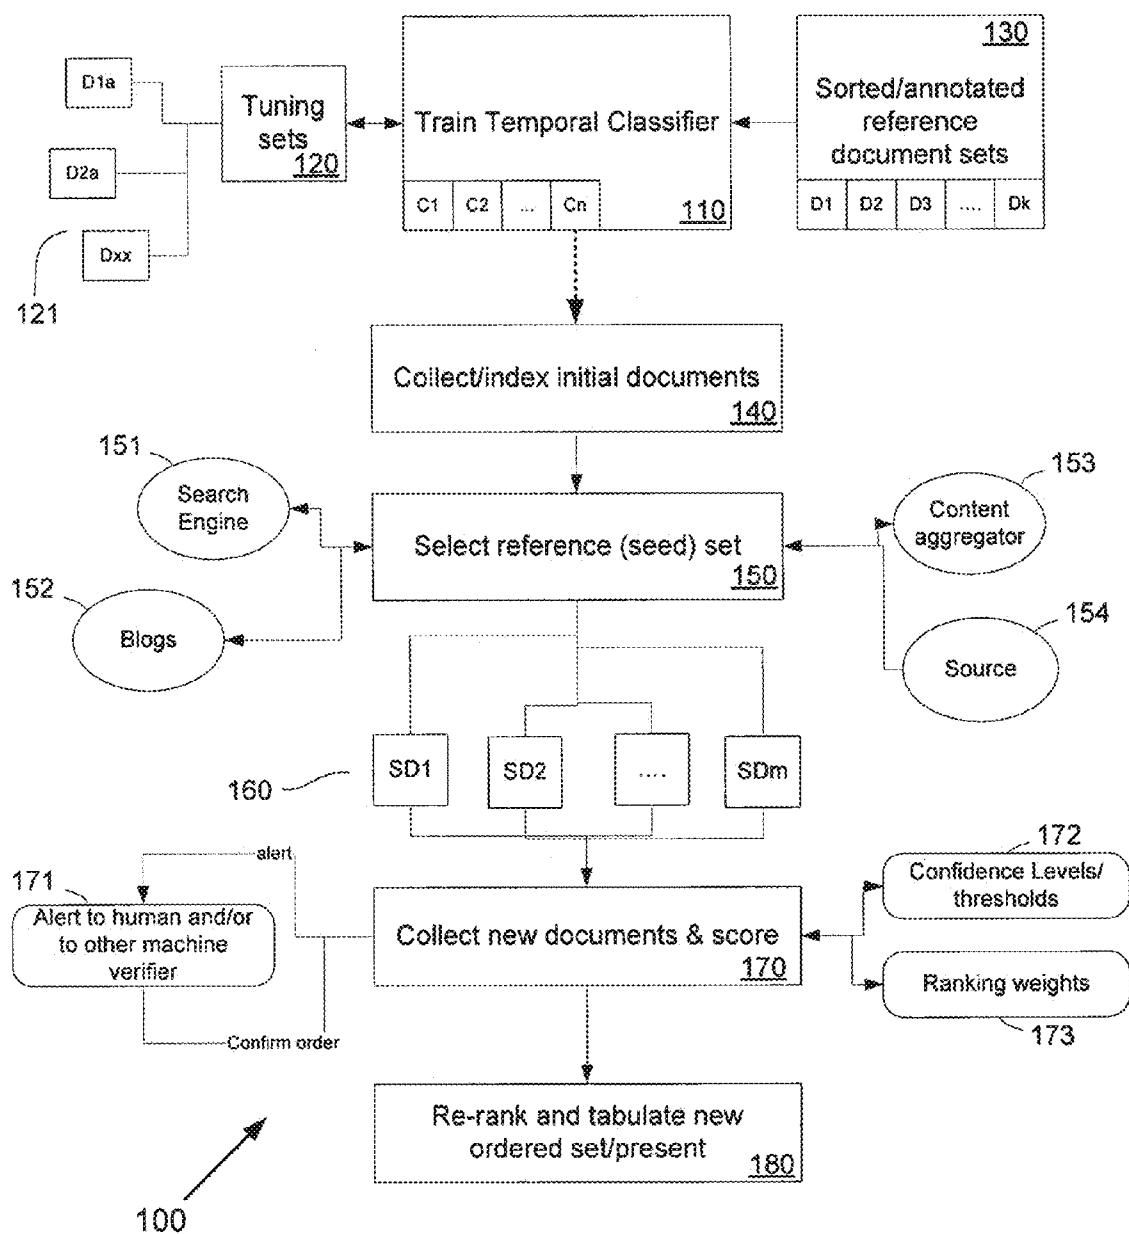 130
Sorted/annotated
reference
document sets
D1 D2 D3 .... Dk
Train Temporal Classifier
C1 C2 ... Cn
110
Tuning
sets
120
D1a
D2a
Dxx
121
Collect/index initial documents
140
151
Search
Engine
152
Blogs
Select reference (seed) set
150
153
Content
aggregator
154
Source
160
SD1 SD2 .... SDm
alert
171
Alert to human and/or
to other machine
verifier
Confirm order
Collect new documents & score
170
172
Confidence Levels/
thresholds
Ranking weights
173
Re-rank and tabulate new
ordered set/present
180
100